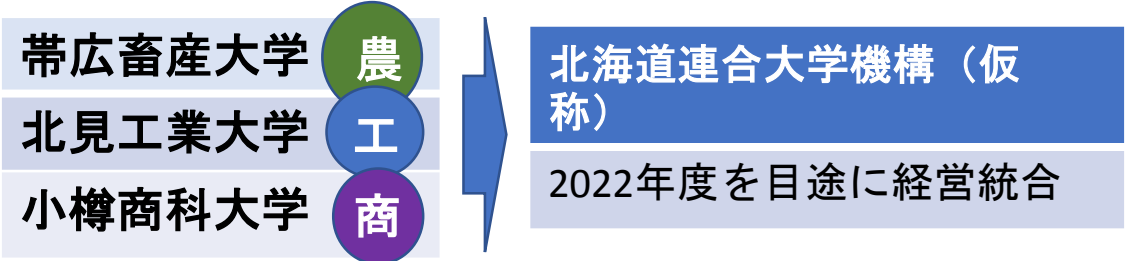 帯広畜産大学 農
北見工業大学 工
小樽商科大学 商
北海道連合大学機構（仮
称）
2022年度を目途に経営統合